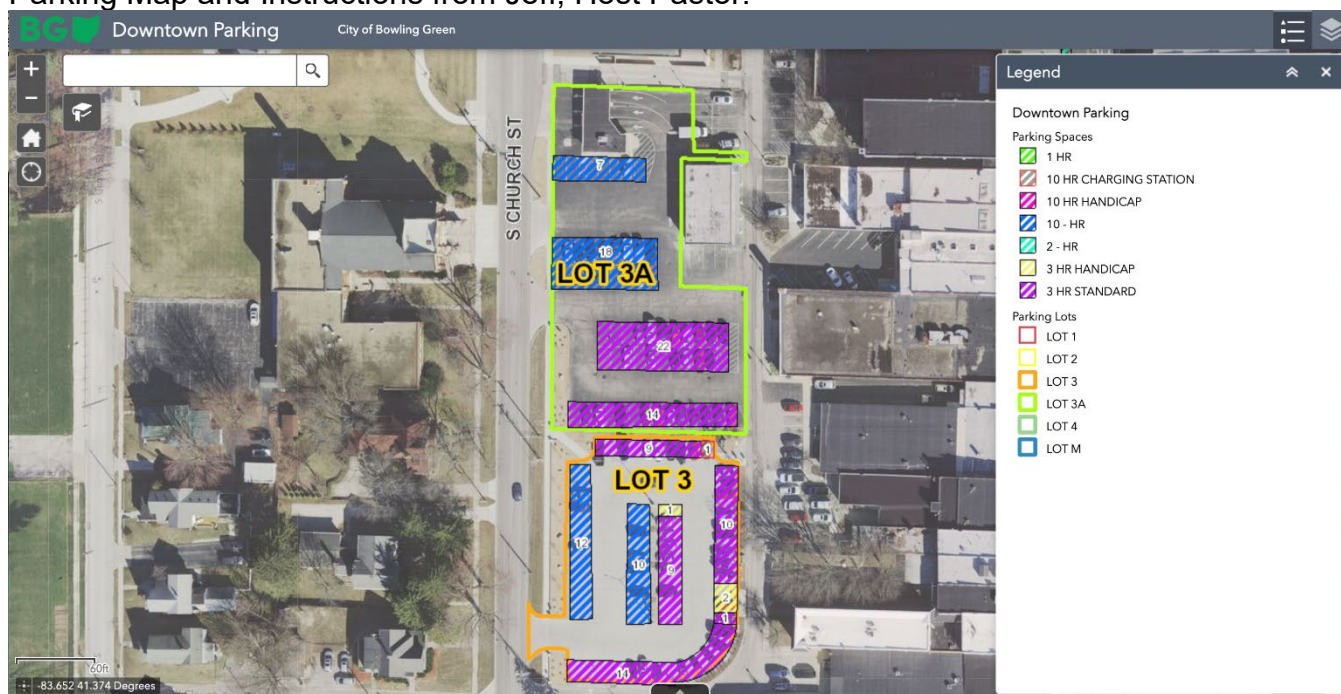 Parking Map and Instructions from Jeff, Host Pastor:
BG Downtown Parking City of Bowling Green
+
−
S CHURCH ST
7
18
LOT 3A
22
14
9 1
LOT 3
12
10
1
9
10
2
1
14
60ft
-83.652 41.374 Degrees
Legend
Downtown Parking
Parking Spaces
1 HR
10 HR CHARGING STATION
10 HR HANDICAP
10 - HR
2 - HR
3 HR HANDICAP
3 HR STANDARD
Parking Lots
LOT 1
LOT 2
LOT 3
LOT 3A
LOT 4
LOT M